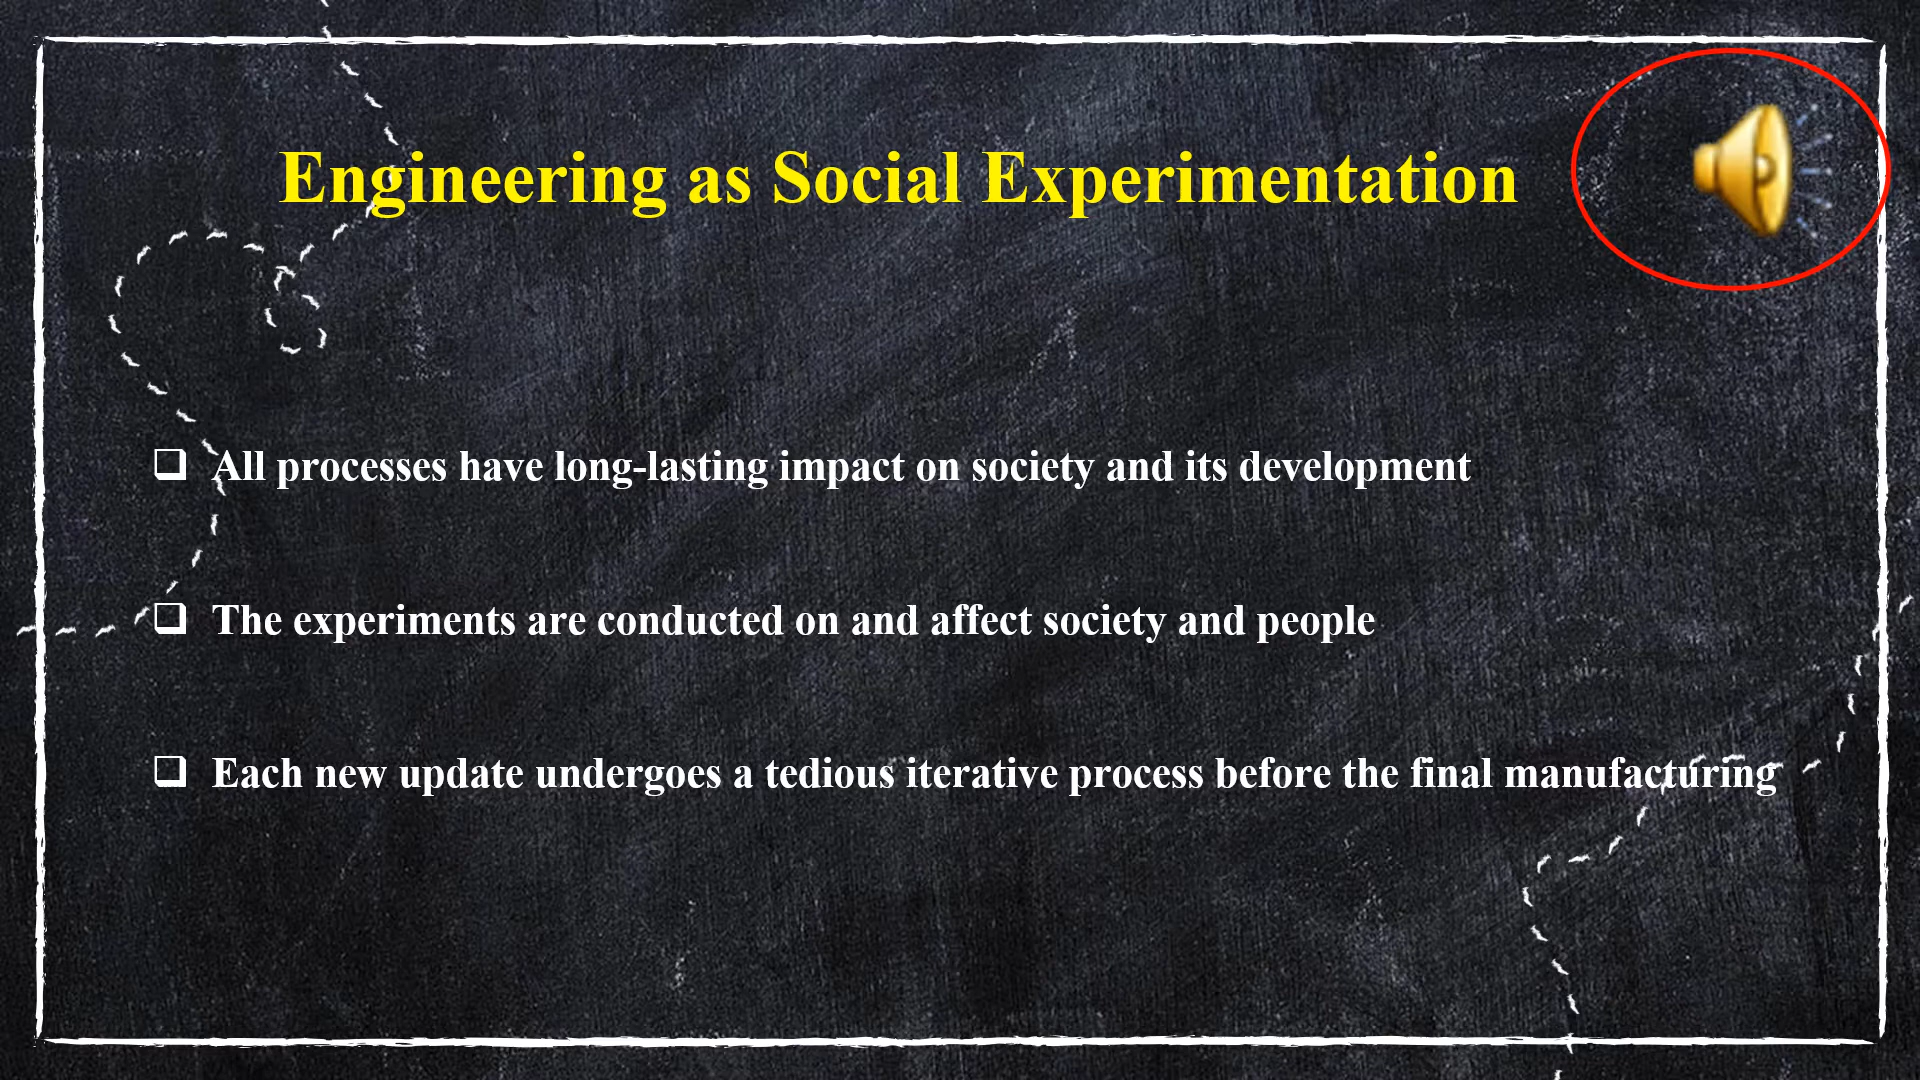 Engineering as Social Experimentation
❑ All processes have long-lasting impact on society and its development
❑ The experiments are conducted on and affect society and people
❑ Each new update undergoes a tedious iterative process before the final manufacturing